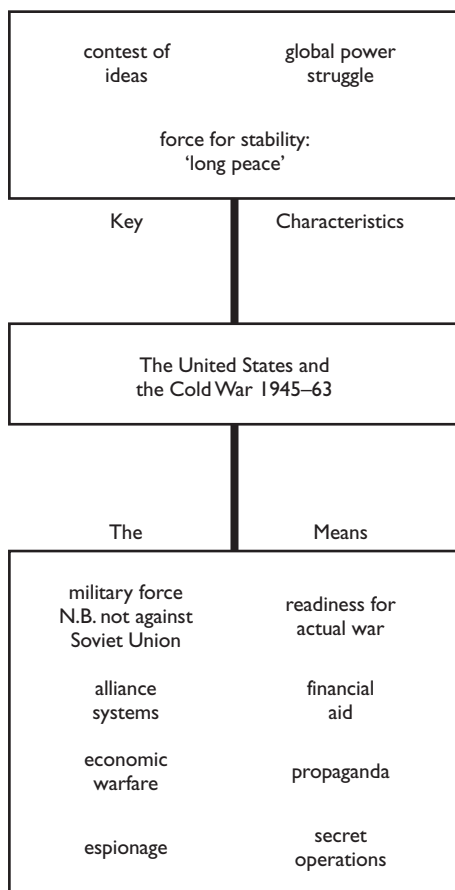 contest of
ideas
global power
struggle
force for stability:
‘long peace’
Key Characteristics
The United States and
the Cold War 1945–63
The Means
military force
N.B. not against
Soviet Union
readiness for
actual war
alliance
systems
financial
aid
economic
warfare
propaganda
espionage
secret
operations